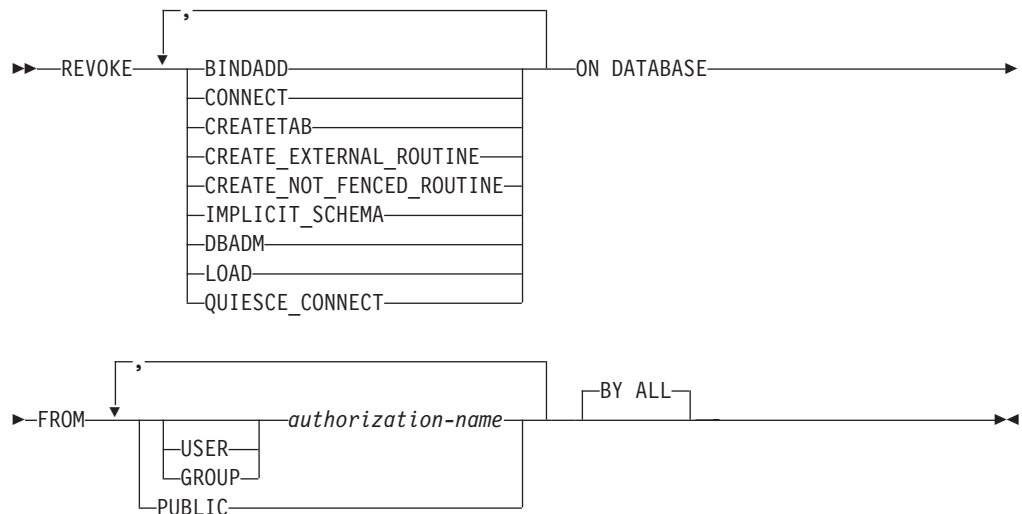 ,
REVOKE BINDADD ON DATABASE
CONNECT
CREATETAB
CREATE_EXTERNAL_ROUTINE
CREATE_NOT_FENCED_ROUTINE
IMPLICIT_SCHEMA
DBADM
LOAD
QUIESCE_CONNECT
,
BY ALL
FROM authorization-name
USER
GROUP
PUBLIC